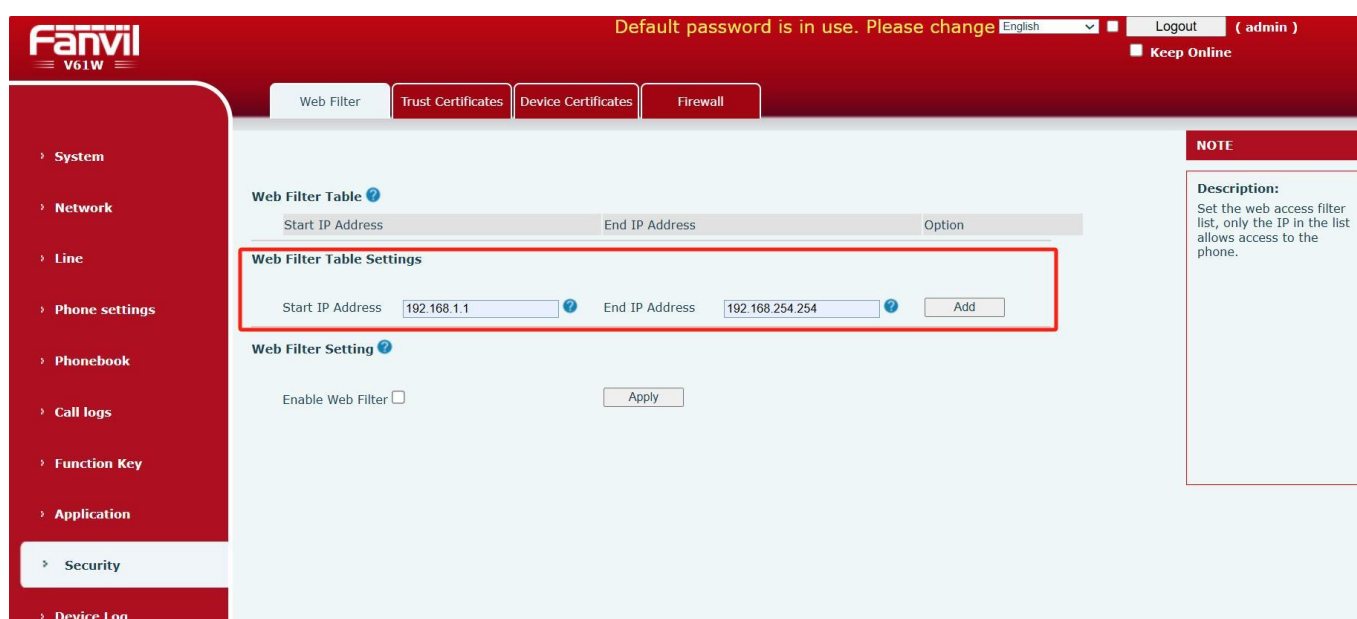 Fanvil
V61W
Default password is in use. Please change English Logout ( admin )
Keep Online
Web Filter Trust Certificates Device Certificates Firewall
› System
› Network
› Line
› Phone settings
› Phonebook
› Call logs
› Function Key
› Application
› Security
› Device Log
Web Filter Table ?
Start IP Address End IP Address Option
Web Filter Table Settings
Start IP Address 192.168.1.1 ? End IP Address 192.168.254.254 ? Add
Web Filter Setting ?
Enable Web Filter Apply
NOTE
Description:
Set the web access filter
list, only the IP in the list
allows access to the
phone.